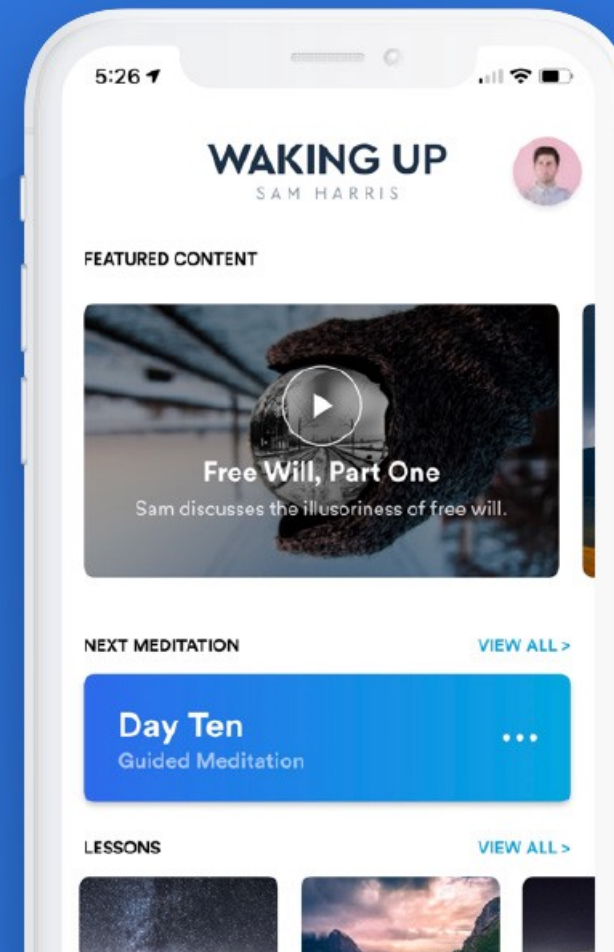 5:26
WAKING UP
SAM HARRIS
FEATURED CONTENT
Free Will, Part One
Sam discusses the illusoriness of free will.
NEXT MEDITATION
VIEW ALL >
Day Ten
Guided Meditation
LESSONS
VIEW ALL >